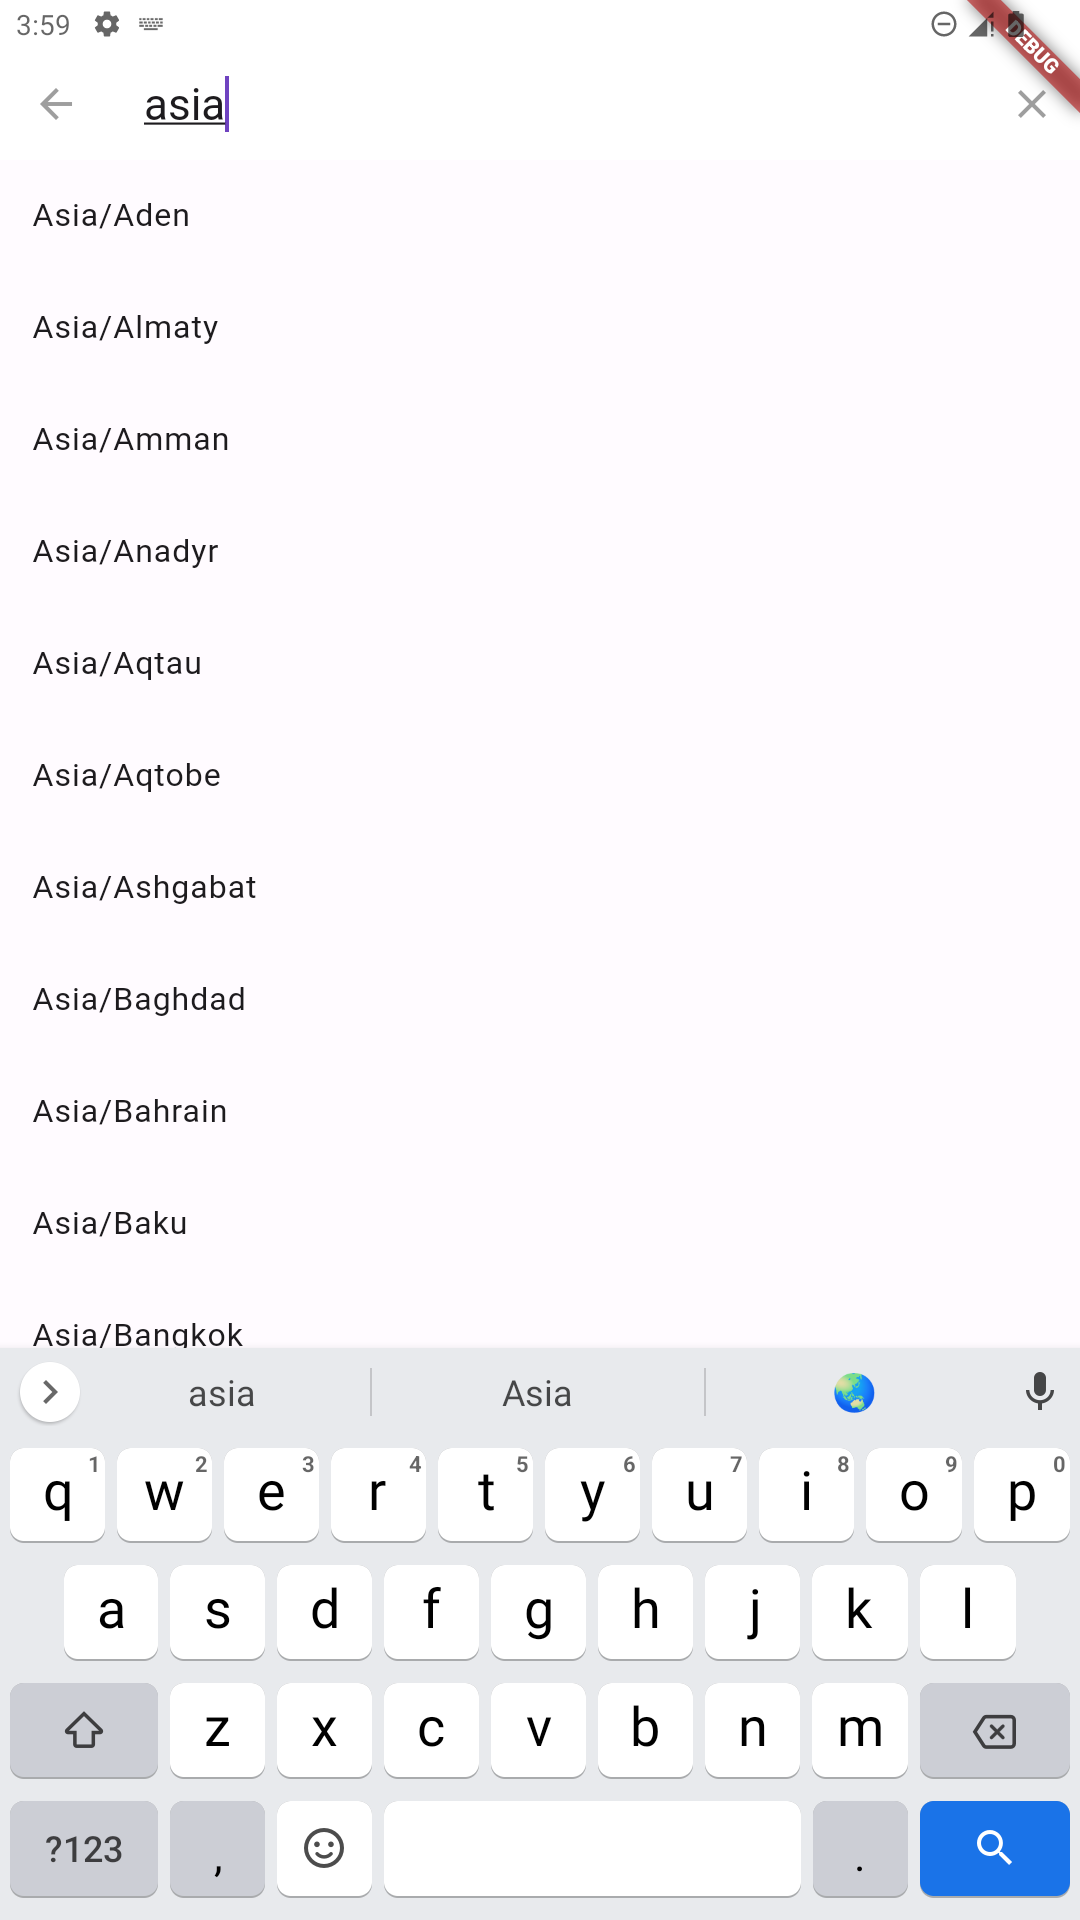 3:59
DEBUG
asia
Asia/Aden
Asia/Almaty
Asia/Amman
Asia/Anadyr
Asia/Aqtau
Asia/Aqtobe
Asia/Ashgabat
Asia/Baghdad
Asia/Bahrain
Asia/Baku
Asia/Bangkok
asia Asia
q 1 w 2 e 3 r 4 t 5 y 6 u 7 i 8 o 9 p 0
a s d f g h j k l
z x c v b n m
?123 , .